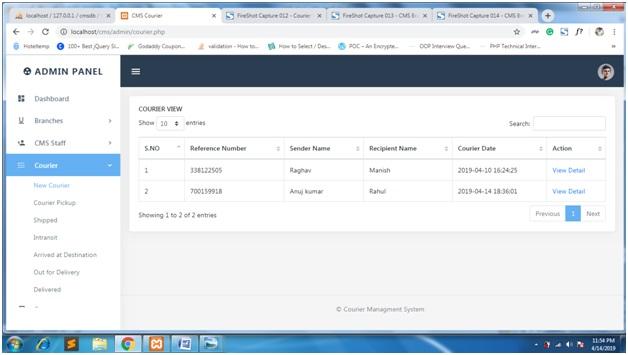 localhost / 127.0.0.1 / cmsdb / ×
CMS Courier ×
FireShot Capture 012 - Courier ×
FireShot Capture 013 - CMS B ×
FireShot Capture 014 - CMS B ×
localhost/cms/admin/courier.php
Hoteltemp
100+ Best jQuery Sl...
Godaddy Coupon...
validation - How to...
How to Select / Des...
POC – An Encrypte...
OOP Interview Que...
PHP Technical Inter...
ADMIN PANEL
Dashboard
Branches
CMS Staff
Courier
New Courier
Courier Pickup
Shipped
Intransit
Arrived at Destination
Out for Delivery
Delivered
COURIER VIEW
Show 10 entries
Search:
S.NO Reference Number Sender Name Recipient Name Courier Date Action
1 338122505 Raghav Manish 2019-04-10 16:24:25 View Detail
2 700159918 Anuj kumar Rahul 2019-04-14 18:36:01 View Detail
Showing 1 to 2 of 2 entries
Previous 1 Next
© Courier Managment System
11:54 PM
4/14/2019